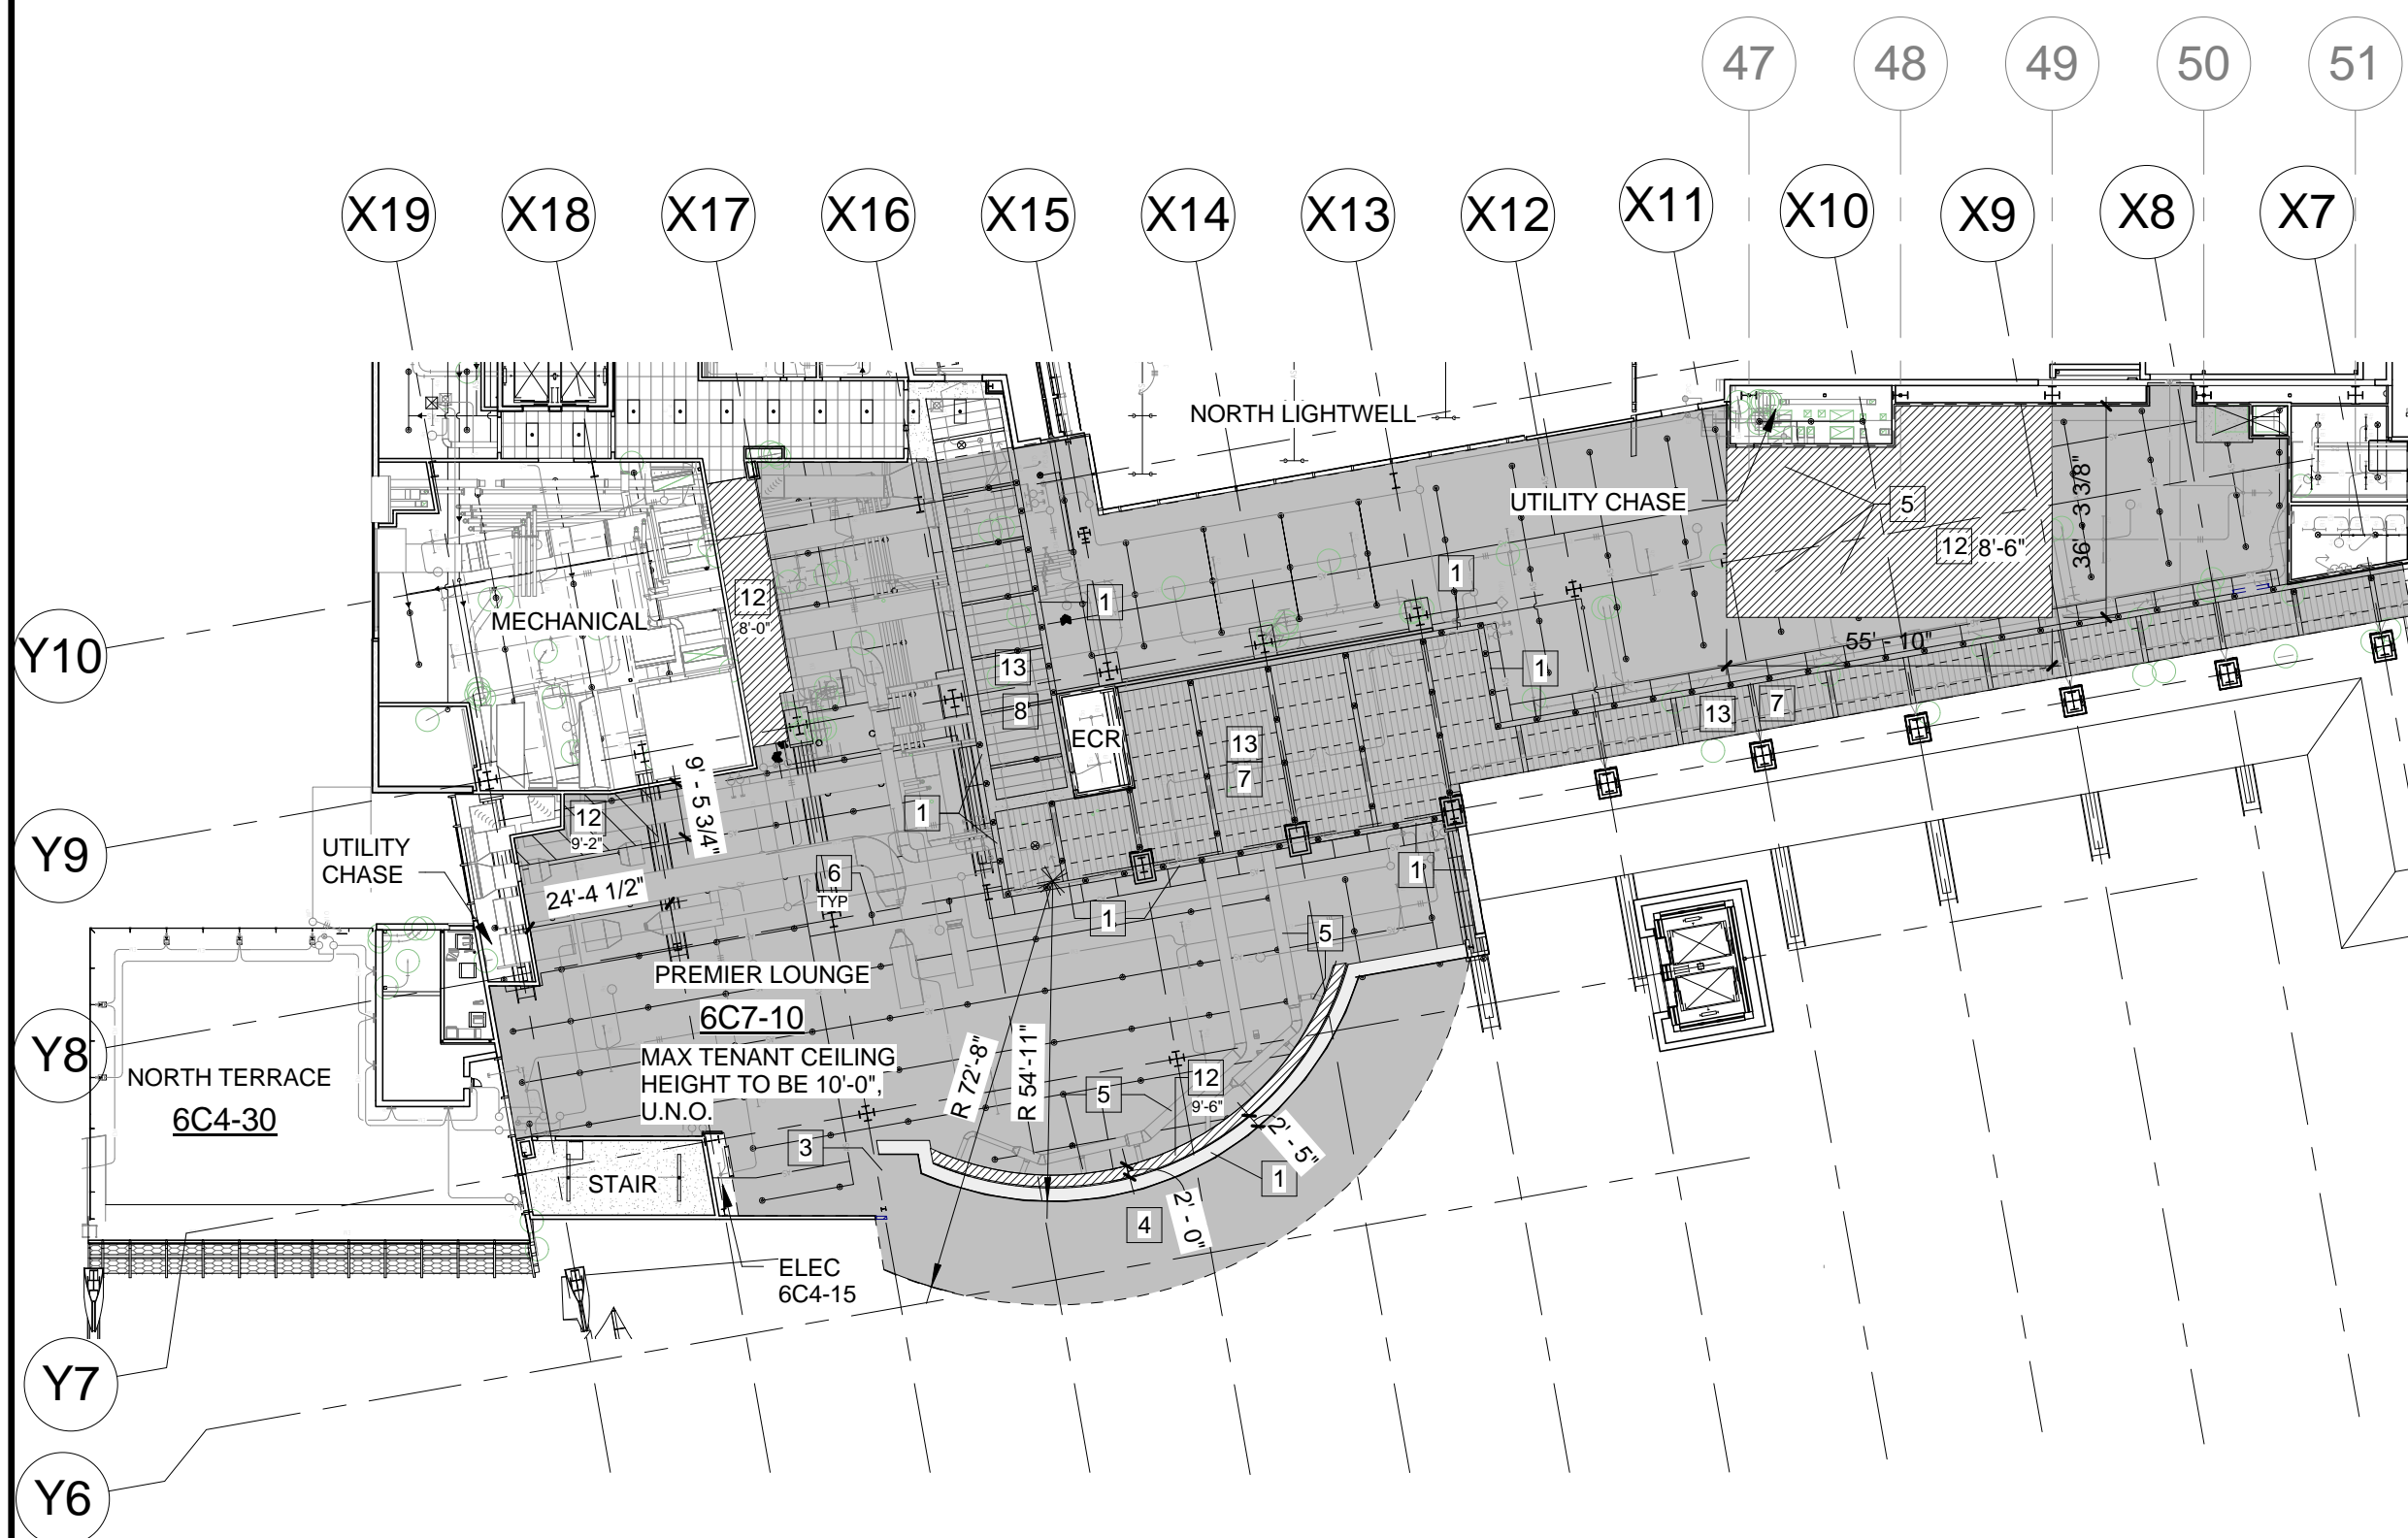 47
48
49
50
51
X19
X18
X17
X16
X15
X14
X13
X12
X11
X10
X9
X8
X7
NORTH LIGHTWELL
UTILITY CHASE
5
12 8'-6"
36' - 3 3/8"
55' - 10"
1
1
1
12
8'-0"
MECHANICAL
Y10
13
8
ECR
13
7
13
7
9' - 5 3/4"
12
9'-2"
1
UTILITY
CHASE
Y9
24'-4 1/2"
6
TYP
1
1
5
PREMIER LOUNGE
6C7-10
MAX TENANT CEILING
HEIGHT TO BE 10'-0",
U.N.O.
R 72'-8"
R 54'-11"
Y8
NORTH TERRACE
6C4-30
5
12
9'-6"
2' - 5"
3
STAIR
1
4
2' - 0"
ELEC
6C4-15
Y7
Y6